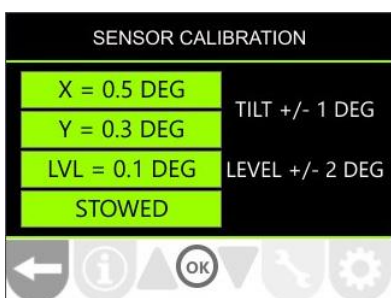 SENSOR CALIBRATION
X = 0.5 DEG
Y = 0.3 DEG
TILT +/- 1 DEG
LVL = 0.1 DEG
LEVEL +/- 2 DEG
STOWED
OK